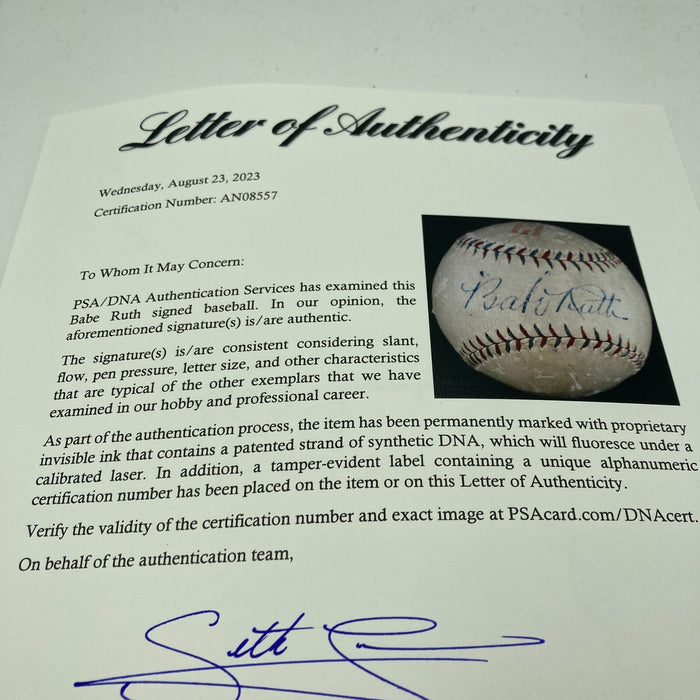 Letter of Authenticity
Wednesday, August 23, 2023
Certification Number: AN08557
To Whom It May Concern:
PSA/DNA Authentication Services has examined this
Babe Ruth signed baseball. In our opinion, the
aforementioned signature(s) is/are authentic.
The signature(s) is/are consistent considering slant,
flow, pen pressure, letter size, and other characteristics
that are typical of the other exemplars that we have
examined in our hobby and professional career.
Babe Ruth
As part of the authentication process, the item has been permanently marked with proprietary
invisible ink that contains a patented strand of synthetic DNA, which will fluoresce under a
calibrated laser. In addition, a tamper-evident label containing a unique alphanumeric
certification number has been placed on the item or on this Letter of Authenticity.
Verify the validity of the certification number and exact image at PSAcard.com/DNAcert.
On behalf of the authentication team,
Seth